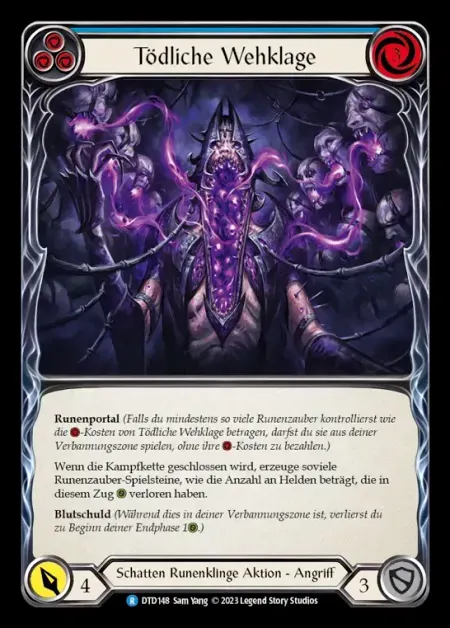 Tödliche Wehklage
3
Runenportal (Falls du mindestens so viele Runenzauber kontrollierst wie
die -Kosten von Tödliche Wehklage betragen, darfst du sie aus deiner
Verbannungszone spielen, ohne ihre -Kosten zu bezahlen.)
Wenn die Kampfkette geschlossen wird, erzeuge soviele
Runenzauber-Spielsteine, wie die Anzahl an Helden beträgt, die in
diesem Zug verloren haben.
Blutschuld (Während dies in deiner Verbannungszone ist, verlierst du
zu Beginn deiner Endphase 1.)
4 Schatten Runenklinge Aktion - Angriff 3
R DTD148 Sam Yang © 2023 Legend Story Studios